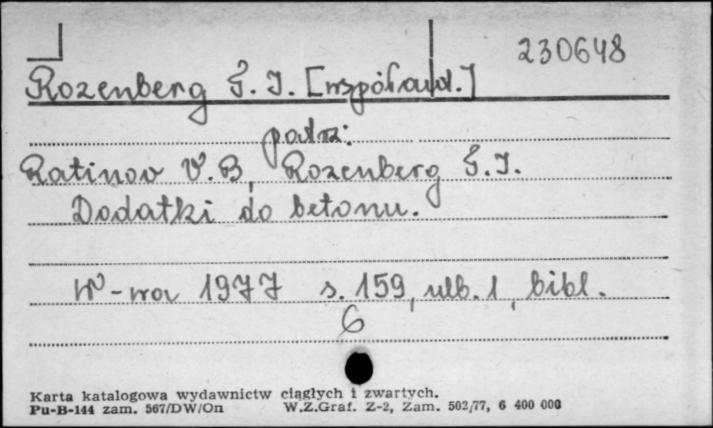 230648
Rozenberg T. I. [współaut.]
patrz:
Ratinow V.B, Rozenberg T.I.
Dodatki do betonu.
W-wa 1977 s. 159, ulb. 1, bibl.
6
Karta katalogowa wydawnictw ciągłych i zwartych.
Pu-B-144 zam. 567/DW/On W.Z.Graf. Z-2, Zam. 502/77, 6 400 000